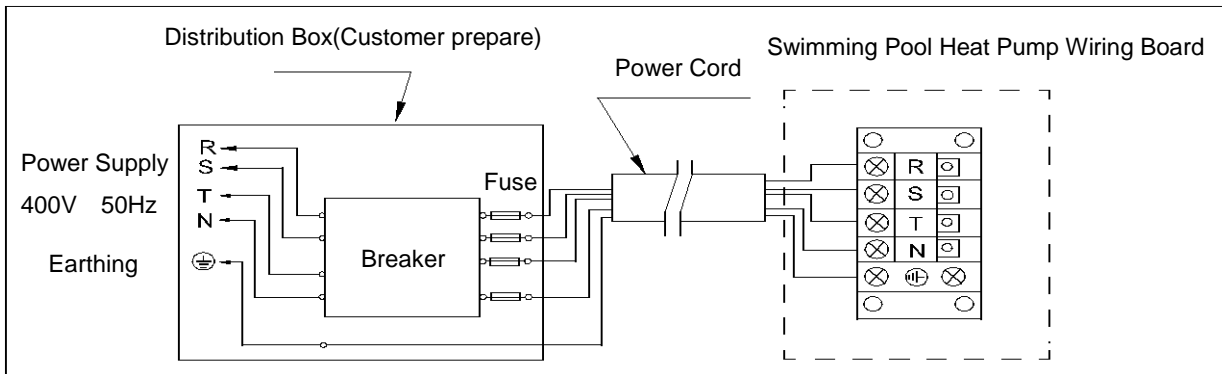 Distribution Box(Customer prepare)
Swimming Pool Heat Pump Wiring Board
Power Cord
R
S
T
N
Power Supply
400V 50Hz
Earthing
Fuse
Breaker
R
S
T
N